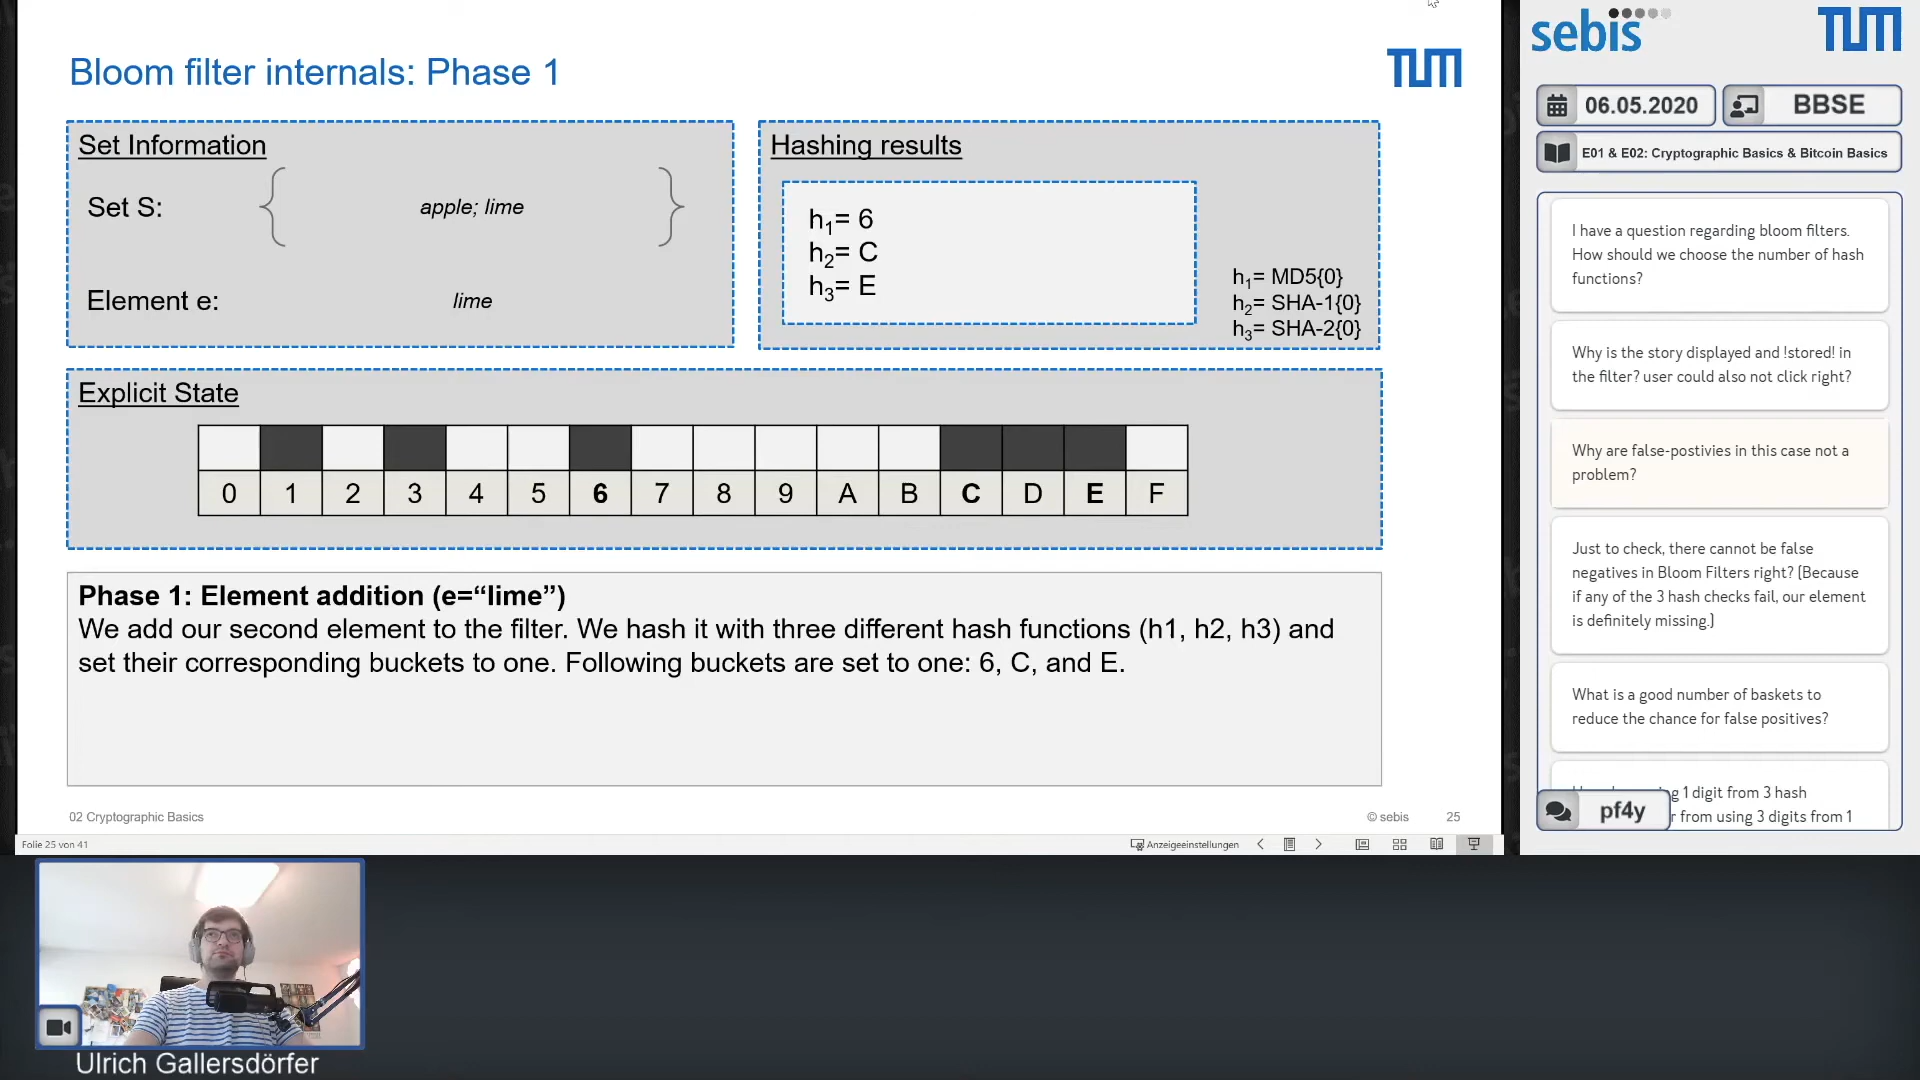 Bloom filter internals: Phase 1
TUM
Set Information
Set S:
apple; lime
Element e:
lime
Hashing results
h1= 6
h2= C
h3= E
h1= MD5{0}
h2= SHA-1{0}
h3= SHA-2{0}
Explicit State
0 1 2 3 4 5 6 7 8 9 A B C D E F
Phase 1: Element addition (e=“lime”)
We add our second element to the filter. We hash it with three different hash functions (h1, h2, h3) and
set their corresponding buckets to one. Following buckets are set to one: 6, C, and E.
02 Cryptographic Basics
© sebis
25
Folie 25 von 41
Anzeigeeinstellungen
sebis
TUM
06.05.2020
BBSE
E01 & E02: Cryptographic Basics & Bitcoin Basics
I have a question regarding bloom filters.
How should we choose the number of hash
functions?
Why is the story displayed and !stored! in
the filter? user could also not click right?
Why are false-postivies in this case not a
problem?
Just to check, there cannot be false
negatives in Bloom Filters right? (Because
if any of the 3 hash checks fail, our element
is definitely missing.)
What is a good number of baskets to
reduce the chance for false positives?
1 digit from 3 hash
from using 3 digits from 1
pf4y
Ulrich Gallersdörfer